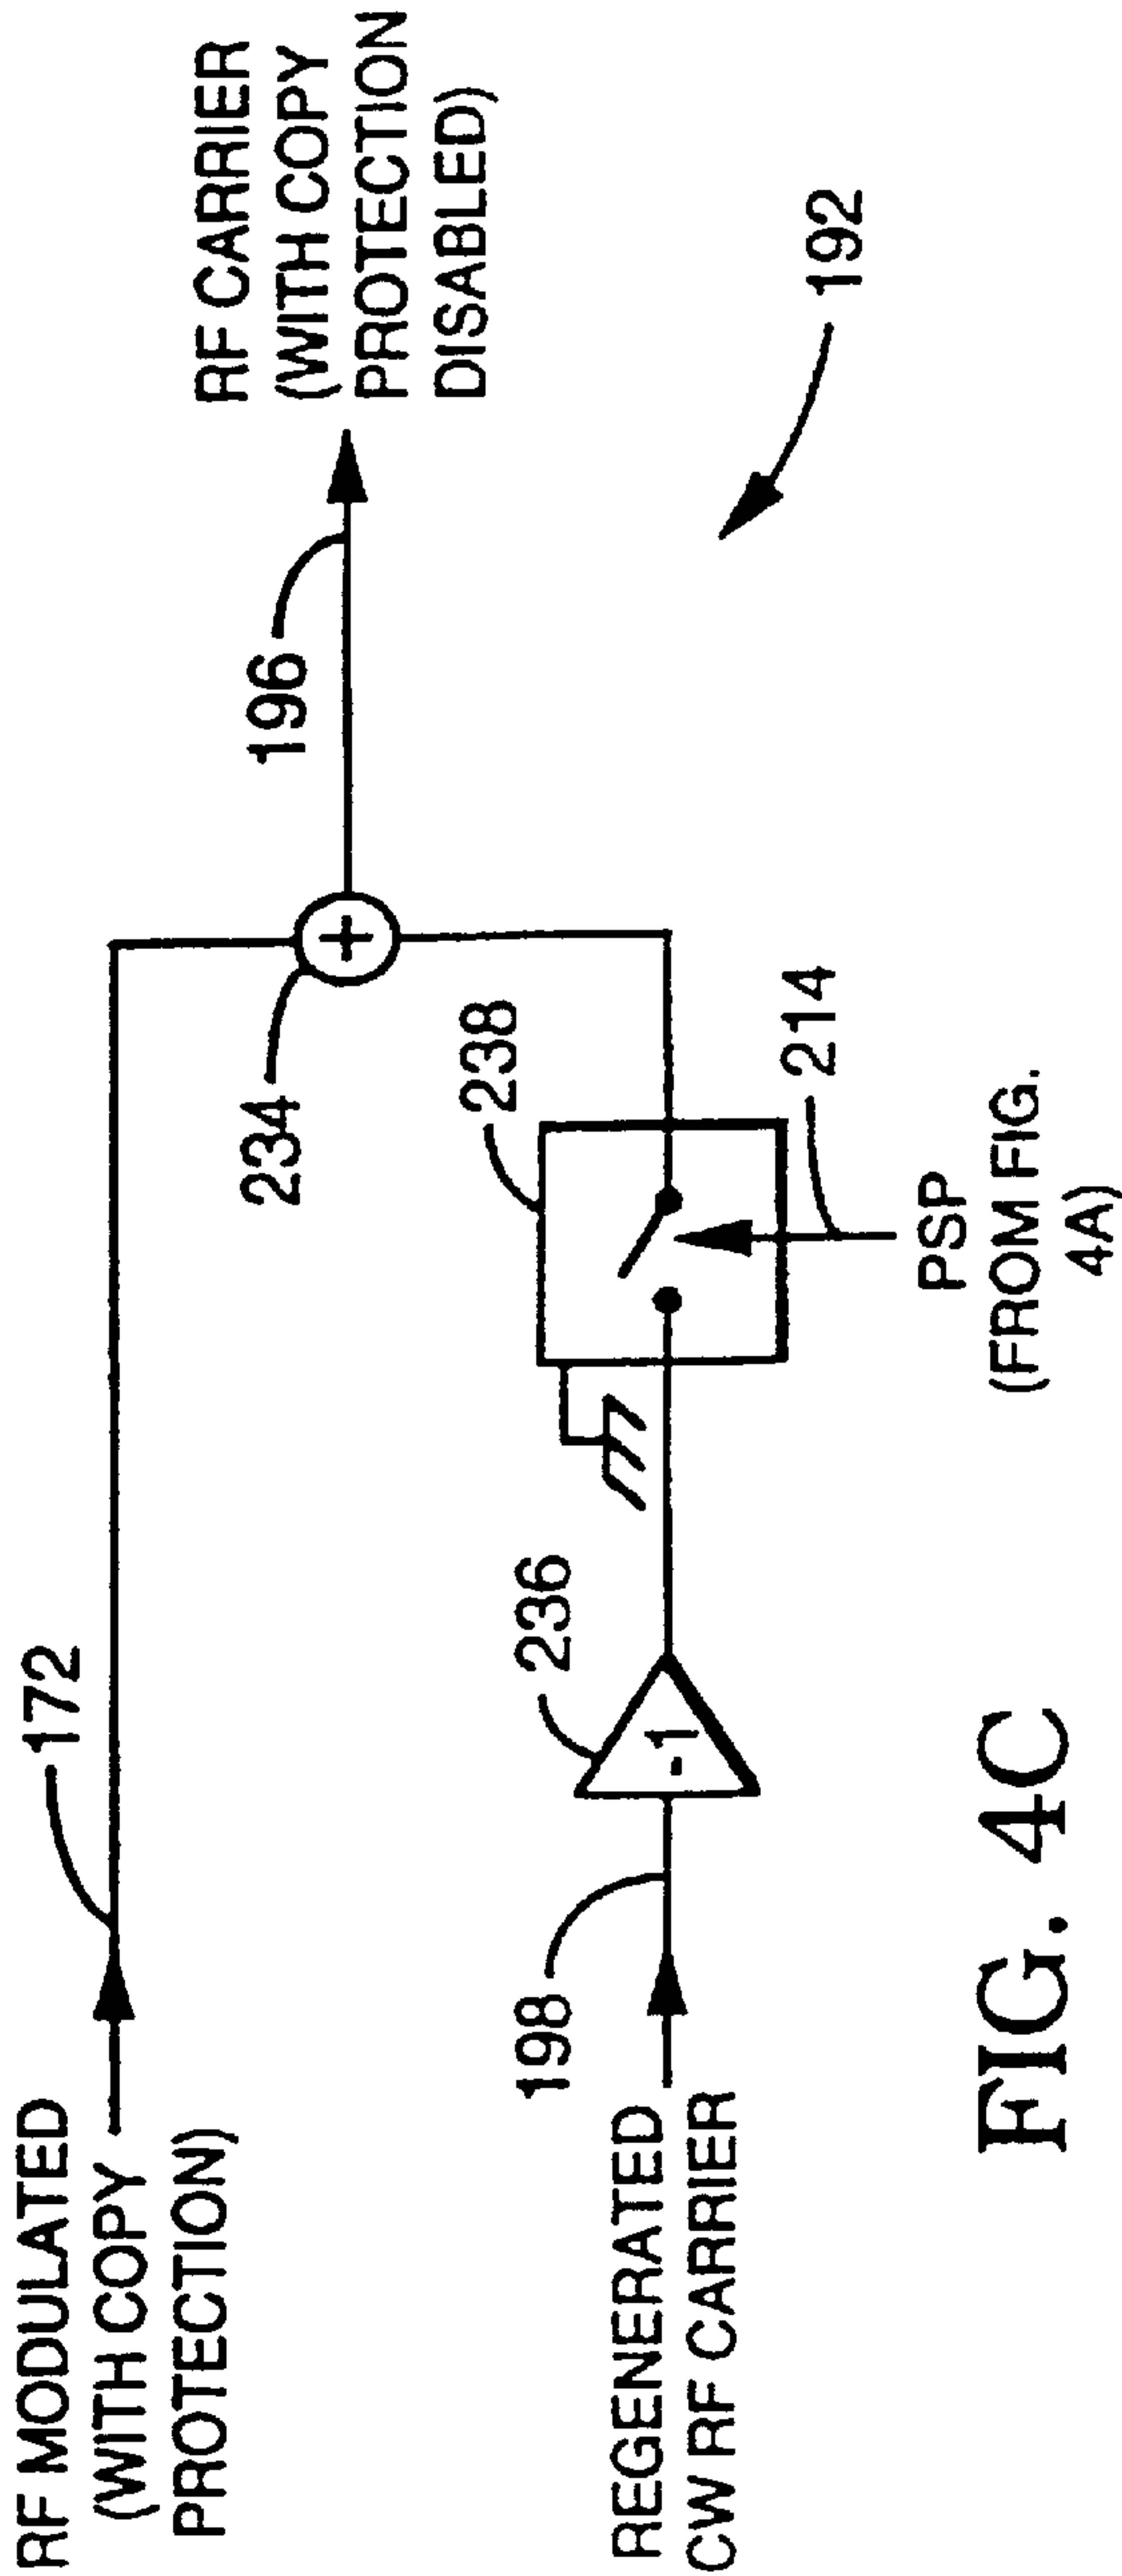 RF MODULATED
(WITH COPY
PROTECTION)
172
234
+
196
RF CARRIER
(WITH COPY
PROTECTION
DISABLED)
REGENERATED
CW RF CARRIER
198
-1
236
238
214
PSP
(FROM FIG.
4A)
192
FIG. 4C